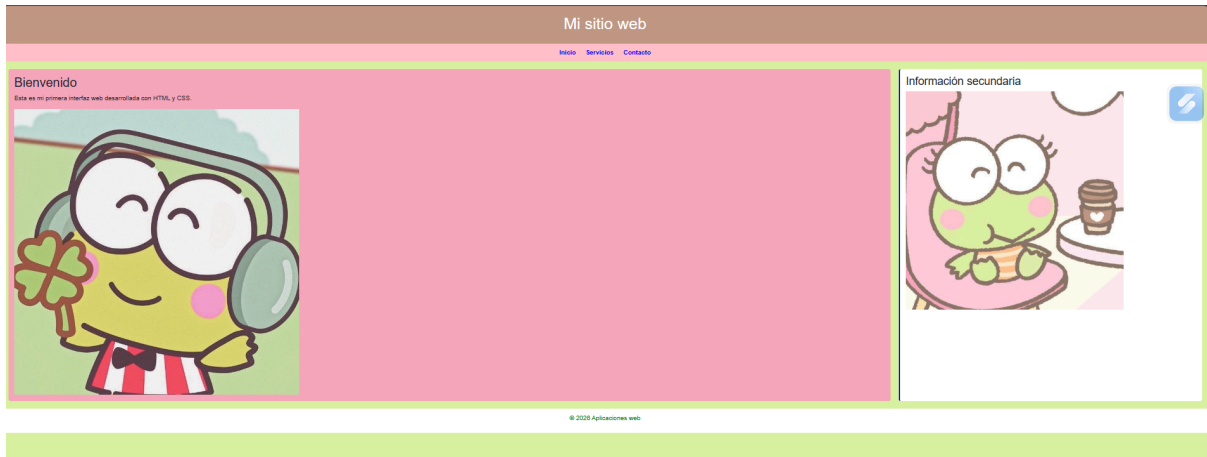 Mi sitio web
Inicio Servicios Contacto
Bienvenido
Esta es mi primera interfaz web desarrollada con HTML y CSS.
Información secundaria
© 2026 Aplicaciones web